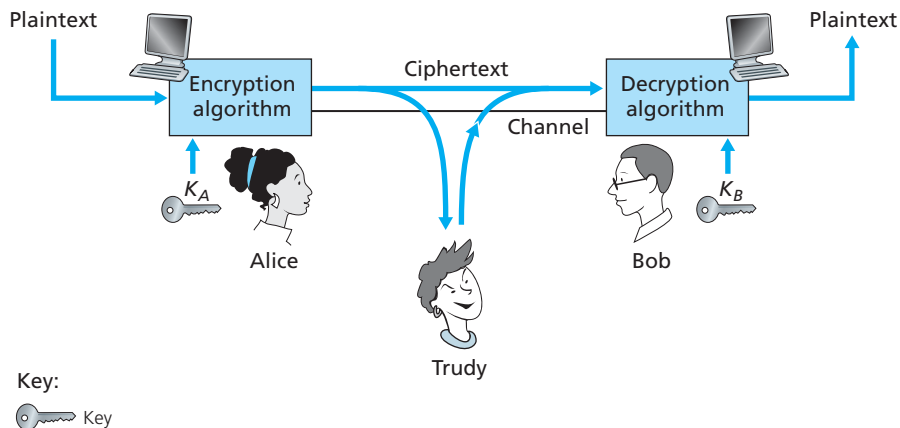 Plaintext
Plaintext
Encryption
algorithm
Ciphertext
Decryption
algorithm
Channel
K_A
K_B
Alice
Bob
Trudy
Key:
Key